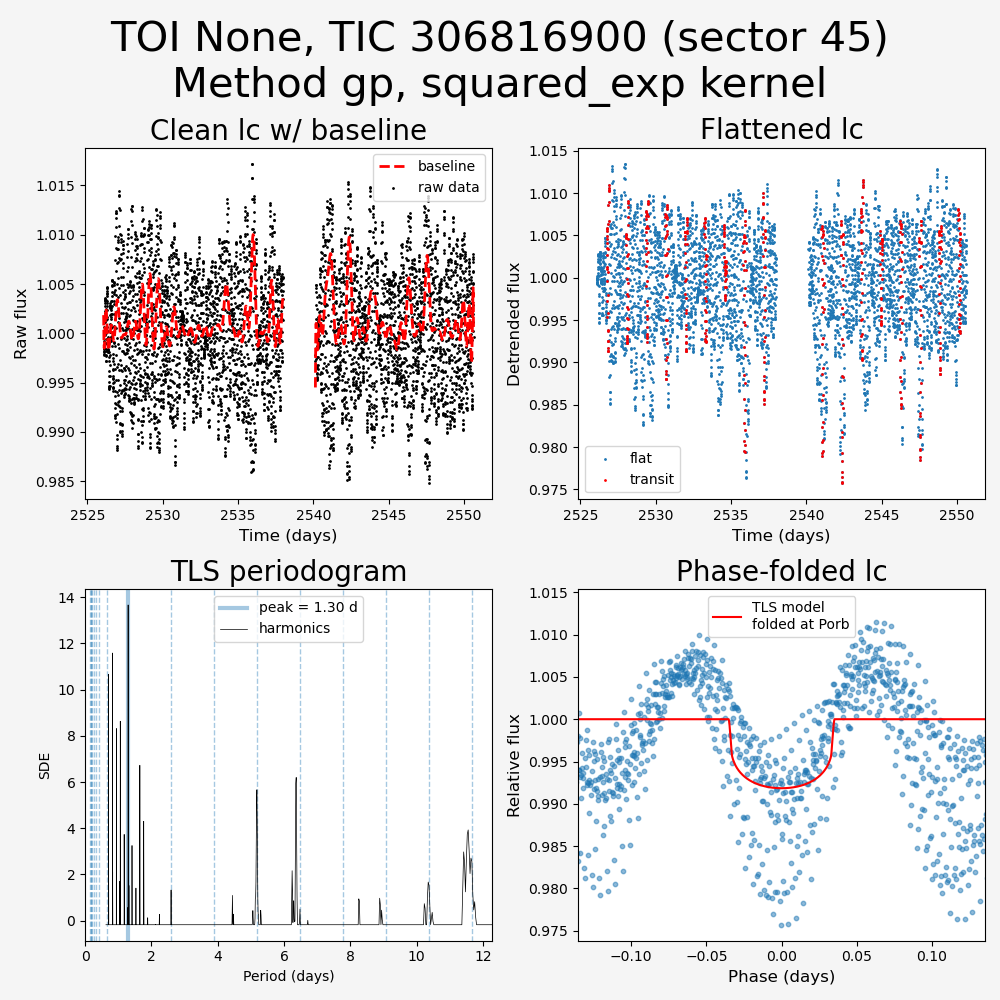 TOI None, TIC 306816900 (sector 45)
Method gp, squared_exp kernel
Clean lc w/ baseline
baseline
raw data
1.015
1.010
1.005
1.000
0.995
0.990
0.985
Raw flux
2525 2530 2535 2540 2545 2550
Time (days)
Flattened lc
flat
transit
1.015
1.010
1.005
1.000
0.995
0.990
0.985
0.980
0.975
Detrended flux
2525 2530 2535 2540 2545 2550
Time (days)
TLS periodogram
peak = 1.30 d
harmonics
14
12
10
8
6
4
2
0
SDE
0 2 4 6 8 10 12
Period (days)
Phase-folded lc
TLS model
folded at Porb
1.015
1.010
1.005
1.000
0.995
0.990
0.985
0.980
0.975
Relative flux
−0.10 −0.05 0.00 0.05 0.10
Phase (days)